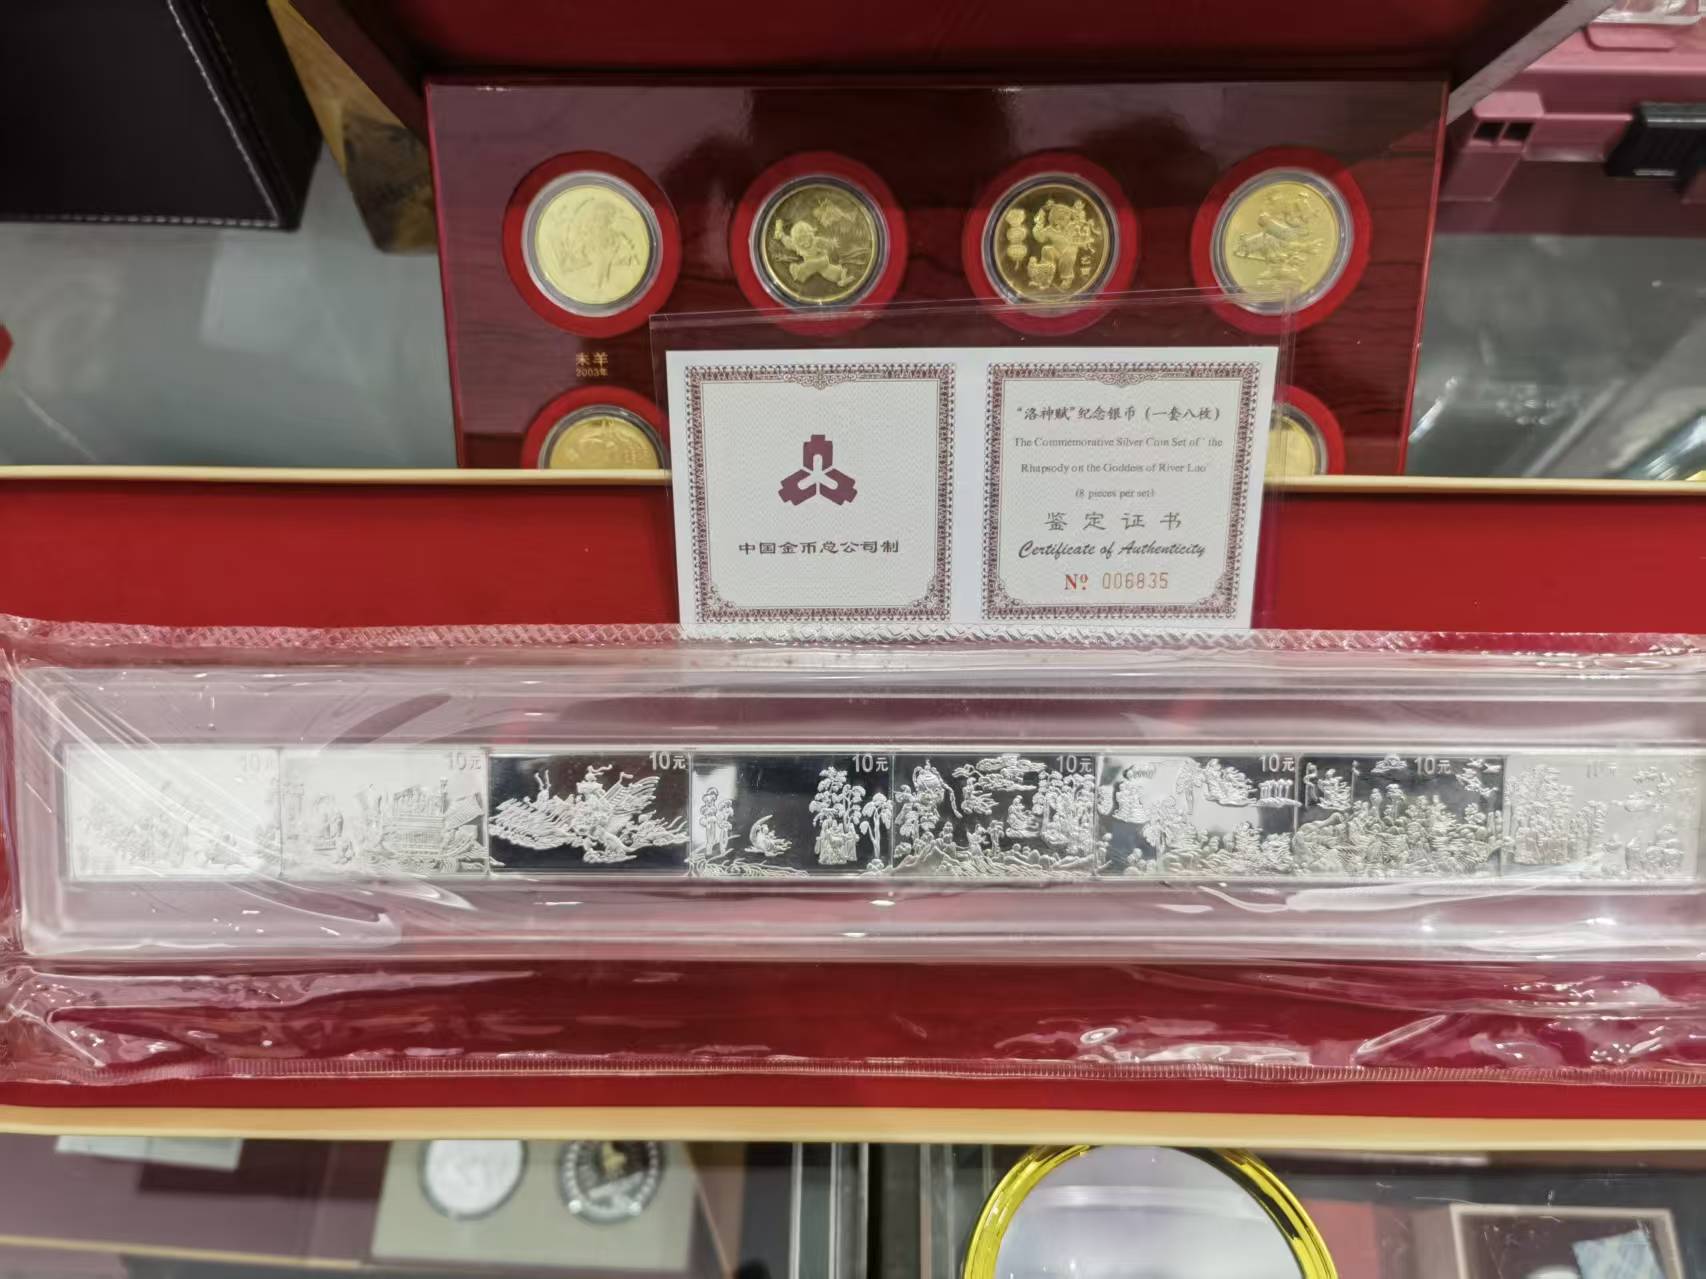 未羊
2003年
中国金币总公司制
“洛神赋”纪念银币（一套八枚）
The Commemorative Silver Coin Set of ' the
Rhapsody on the Goddess of River Luo'
(8 pieces per set)
鉴定证书
Certificate of Authenticity
Nº 006835
10元
10元
10元
10元
10元
10元
10元